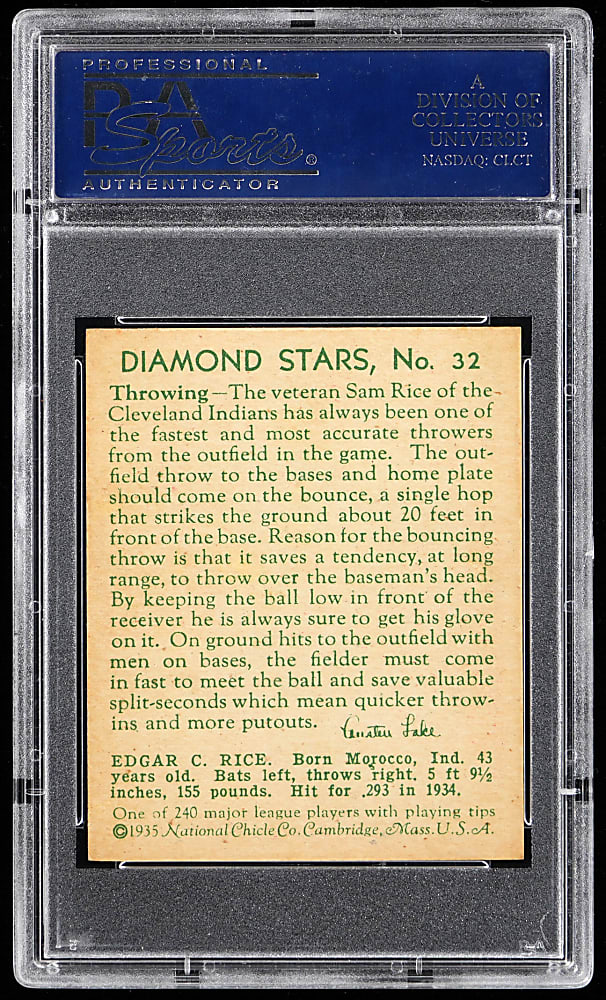 PROFESSIONAL
PSA
Sports®
AUTHENTICATOR
A
DIVISION OF
COLLECTORS
UNIVERSE
NASDAQ: CLCT
DIAMOND STARS, No. 32
Throwing—The veteran Sam Rice of the
Cleveland Indians has always been one of
the fastest and most accurate throwers
from the outfield in the game. The out-
field throw to the bases and home plate
should come on the bounce, a single hop
that strikes the ground about 20 feet in
front of the base. Reason for the bouncing
throw is that it saves a tendency, at long
range, to throw over the baseman's head.
By keeping the ball low in front of the
receiver he is always sure to get his glove
on it. On ground hits to the outfield with
men on bases, the fielder must come
in fast to meet the ball and save valuable
split-seconds which mean quicker throw-
ins and more putouts. Austen Lake
EDGAR C. RICE. Born Morocco, Ind. 43
years old. Bats left, throws right. 5 ft 9½
inches, 155 pounds. Hit for .293 in 1934.
One of 240 major league players with playing tips
©1935 National Chicle Co. Cambridge, Mass. U.S.A.